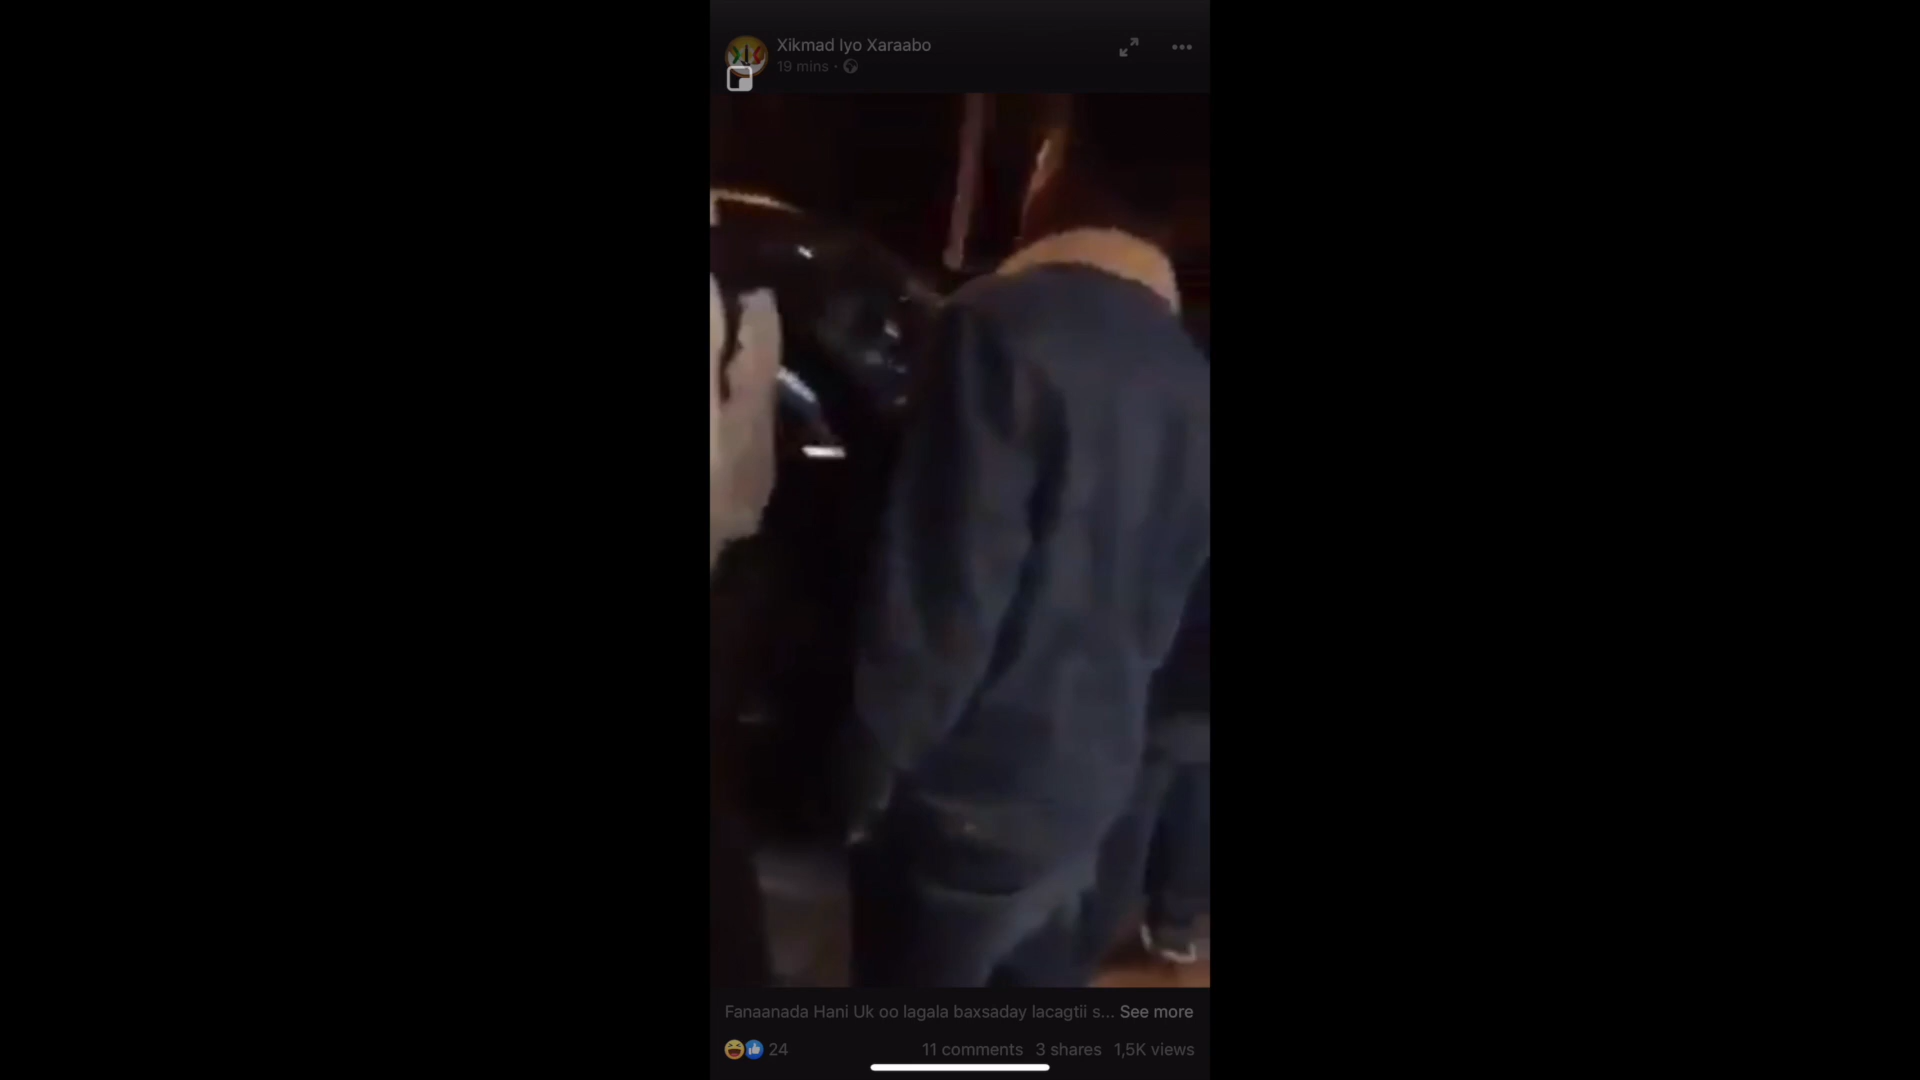 Xikmad Iyo Xaraabo
19 mins ·
Fanaanada Hani Uk oo lagala baxsaday lacagtii s... See more
24
11 comments 3 shares 1,5K views